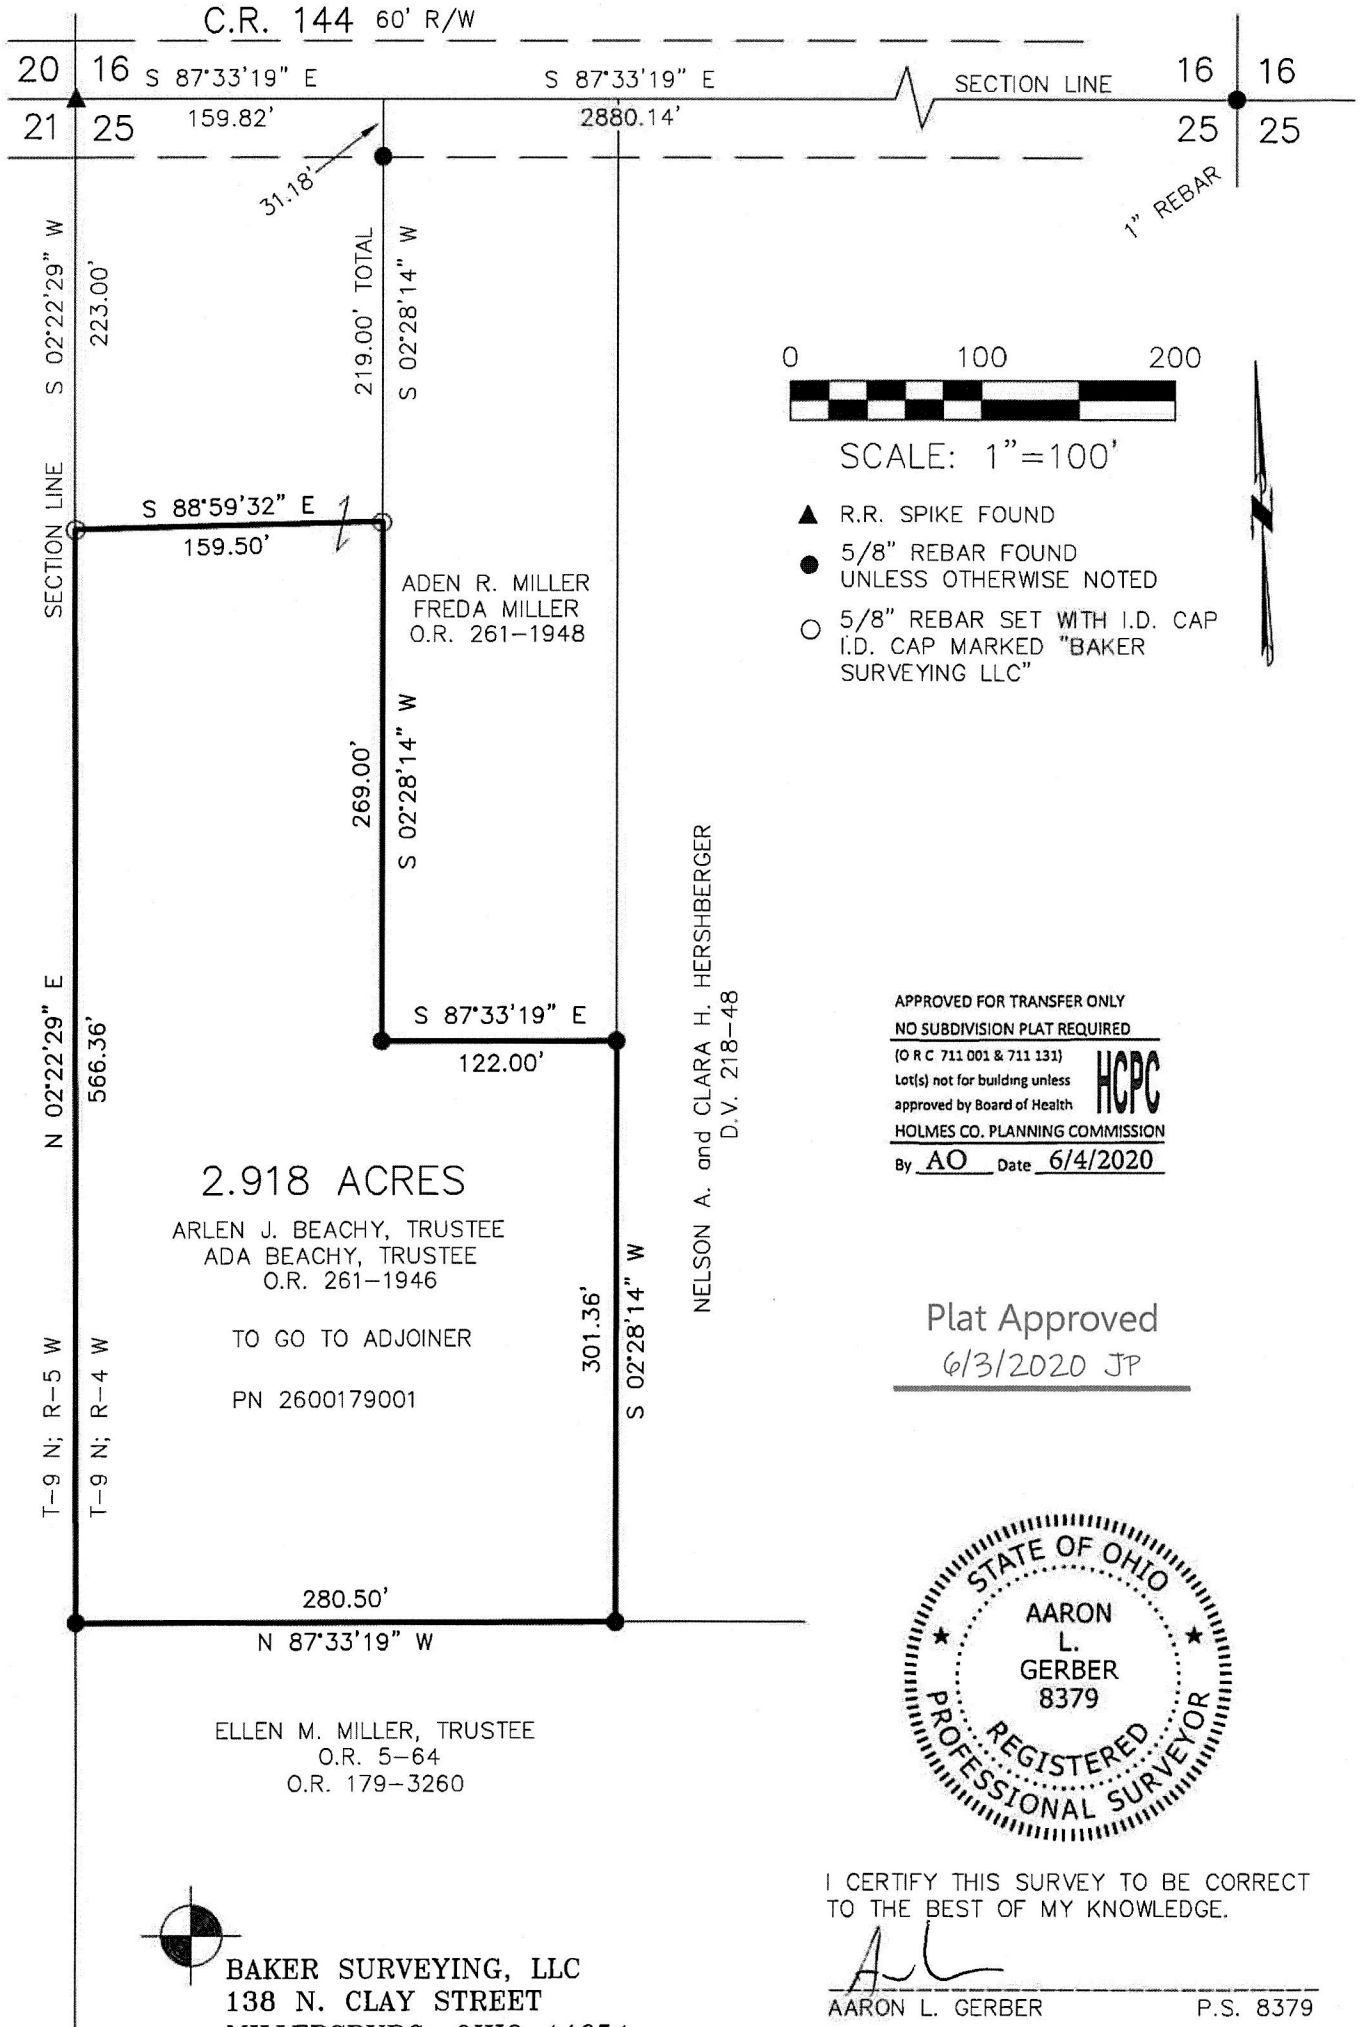 C.R. 144 60' R/W
20 16
S 87°33'19" E
S 87°33'19" E
SECTION LINE
16 16
21 25
159.82'
2880.14'
25 25
31.18'
1" REBAR
S 02°22'29" W
223.00'
219.00' TOTAL
S 02°28'14" W
0 100 200
SCALE: 1"=100'
SECTION LINE
S 88°59'32" E
159.50'
R.R. SPIKE FOUND
5/8" REBAR FOUND
UNLESS OTHERWISE NOTED
5/8" REBAR SET WITH I.D. CAP
I.D. CAP MARKED "BAKER
SURVEYING LLC"
ADEN R. MILLER
FREDA MILLER
O.R. 261-1948
269.00'
S 02°28'14" W
NELSON A. and CLARA H. HERSHBERGER
D.V. 218-48
N 02°22'29" E
566.36'
S 87°33'19" E
122.00'
APPROVED FOR TRANSFER ONLY
NO SUBDIVISION PLAT REQUIRED
(O R C 711 001 & 711 131)
Lot(s) not for building unless
approved by Board of Health
HCPC
HOLMES CO. PLANNING COMMISSION
By AO Date 6/4/2020
2.918 ACRES
ARLEN J. BEACHY, TRUSTEE
ADA BEACHY, TRUSTEE
O.R. 261-1946
TO GO TO ADJOINER
PN 2600179001
301.36'
S 02°28'14" W
Plat Approved
6/3/2020 JP
T-9 N; R-5 W
T-9 N; R-4 W
280.50'
N 87°33'19" W
STATE OF OHIO
AARON
L.
GERBER
8379
REGISTERED
PROFESSIONAL SURVEYOR
ELLEN M. MILLER, TRUSTEE
O.R. 5-64
O.R. 179-3260
I CERTIFY THIS SURVEY TO BE CORRECT
TO THE BEST OF MY KNOWLEDGE.
AARON L. GERBER P.S. 8379
BAKER SURVEYING, LLC
138 N. CLAY STREET